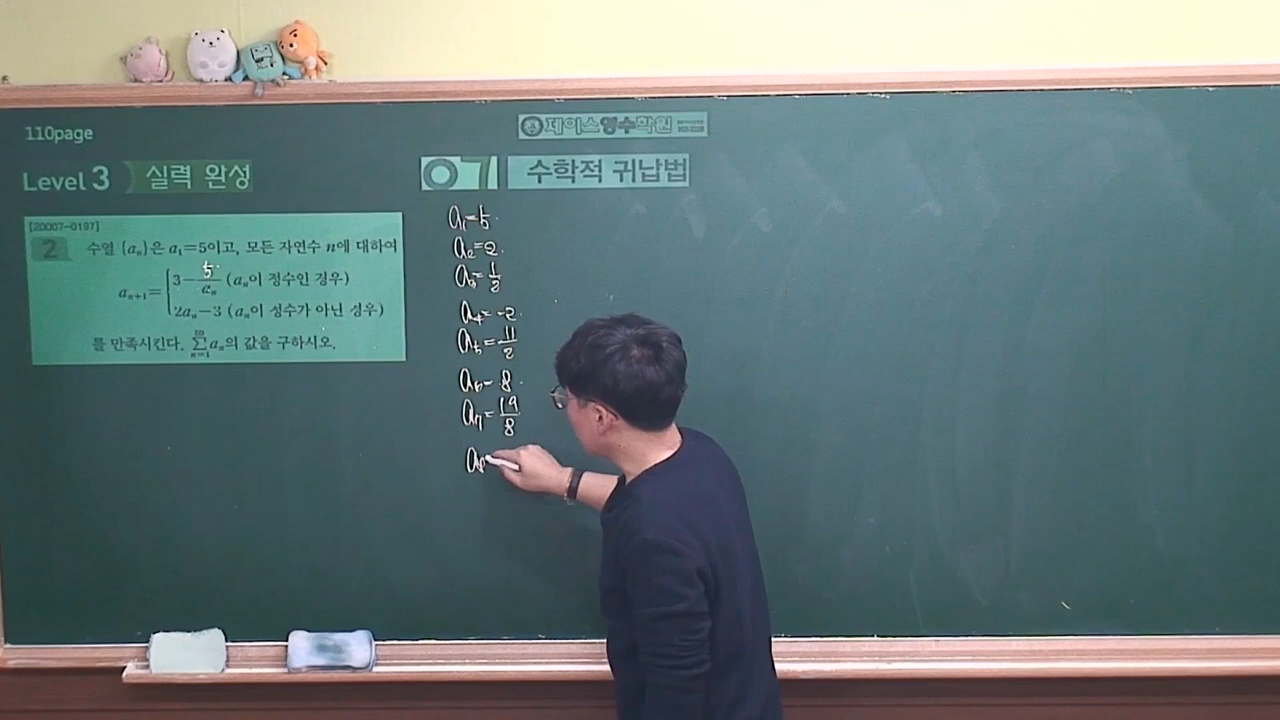 110page
제이스영수학원
Level 3 실력 완성
07 수학적 귀납법
[20007-0197]
2 수열 {aₙ}은 a₁=5이고, 모든 자연수 n에 대하여
aₙ₊₁= 3-5/aₙ (aₙ이 정수인 경우)
2aₙ-3 (aₙ이 정수가 아닌 경우)
를 만족시킨다. ∑ₙ₌₁⁵⁰ aₙ의 값을 구하시오.
a₁=5.
a₂=2.
a₃=1/2
a₄=-2.
a₅=11/2
a₆=8.
a₇=19/8
a₈